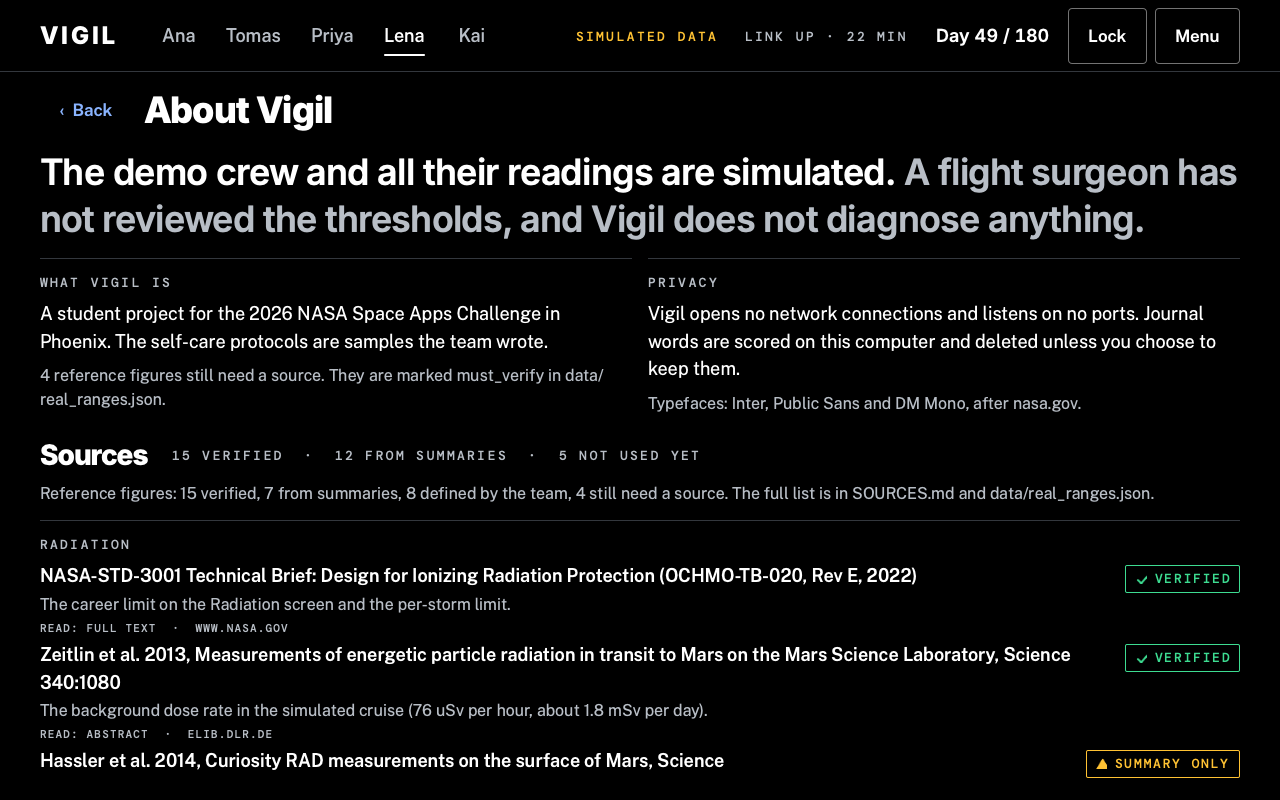 VIGIL Ana Tomas Priya Lena Kai SIMULATED DATA LINK UP · 22 MIN Day 49 / 180 Lock Menu
‹ Back About Vigil
The demo crew and all their readings are simulated. A flight surgeon has
not reviewed the thresholds, and Vigil does not diagnose anything.
WHAT VIGIL IS
A student project for the 2026 NASA Space Apps Challenge in
Phoenix. The self-care protocols are samples the team wrote.
4 reference figures still need a source. They are marked must_verify in data/
real_ranges.json.
PRIVACY
Vigil opens no network connections and listens on no ports. Journal
words are scored on this computer and deleted unless you choose to
keep them.
Typefaces: Inter, Public Sans and DM Mono, after nasa.gov.
Sources 15 VERIFIED · 12 FROM SUMMARIES · 5 NOT USED YET
Reference figures: 15 verified, 7 from summaries, 8 defined by the team, 4 still need a source. The full list is in SOURCES.md and data/real_ranges.json.
RADIATION
NASA-STD-3001 Technical Brief: Design for Ionizing Radiation Protection (OCHMO-TB-020, Rev E, 2022) VERIFIED
The career limit on the Radiation screen and the per-storm limit.
READ: FULL TEXT · WWW.NASA.GOV
Zeitlin et al. 2013, Measurements of energetic particle radiation in transit to Mars on the Mars Science Laboratory, Science VERIFIED
340:1080
The background dose rate in the simulated cruise (76 uSv per hour, about 1.8 mSv per day).
READ: ABSTRACT · ELIB.DLR.DE
Hassler et al. 2014, Curiosity RAD measurements on the surface of Mars, Science SUMMARY ONLY